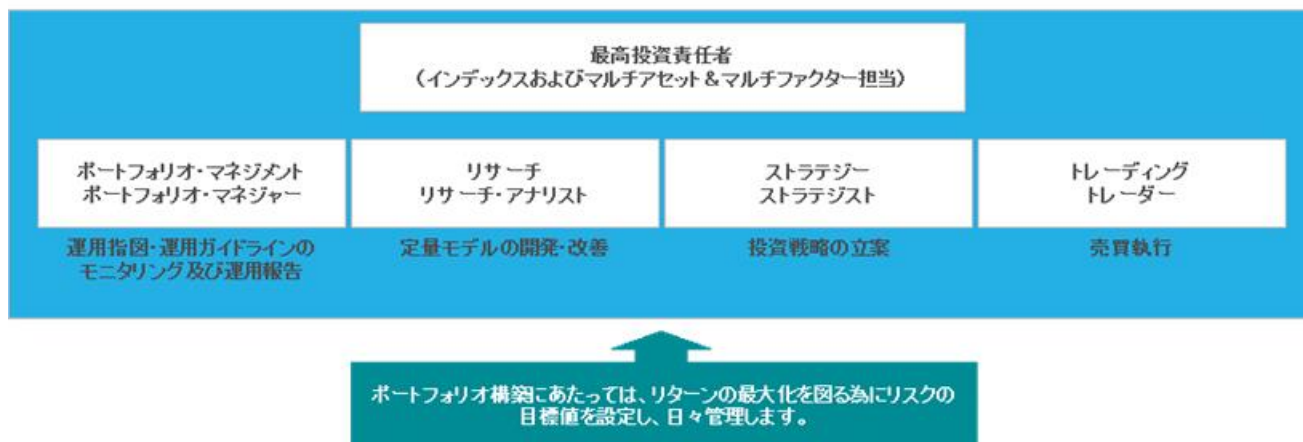 最高投資責任者
（インデックスおよびマルチアセット＆マルチファクター担当）
ポートフォリオ・マネジメント
ポートフォリオ・マネジャー
リサーチ
リサーチ・アナリスト
ストラテジー
ストラテジスト
トレーディング
トレーダー
運用指図・運用ガイドラインの
モニタリング及び運用報告
定量モデルの開発・改善
投資戦略の立案
売買執行
ポートフォリオ構築にあたっては、リターンの最大化を図る為にリスクの
目標値を設定し、日々管理します。